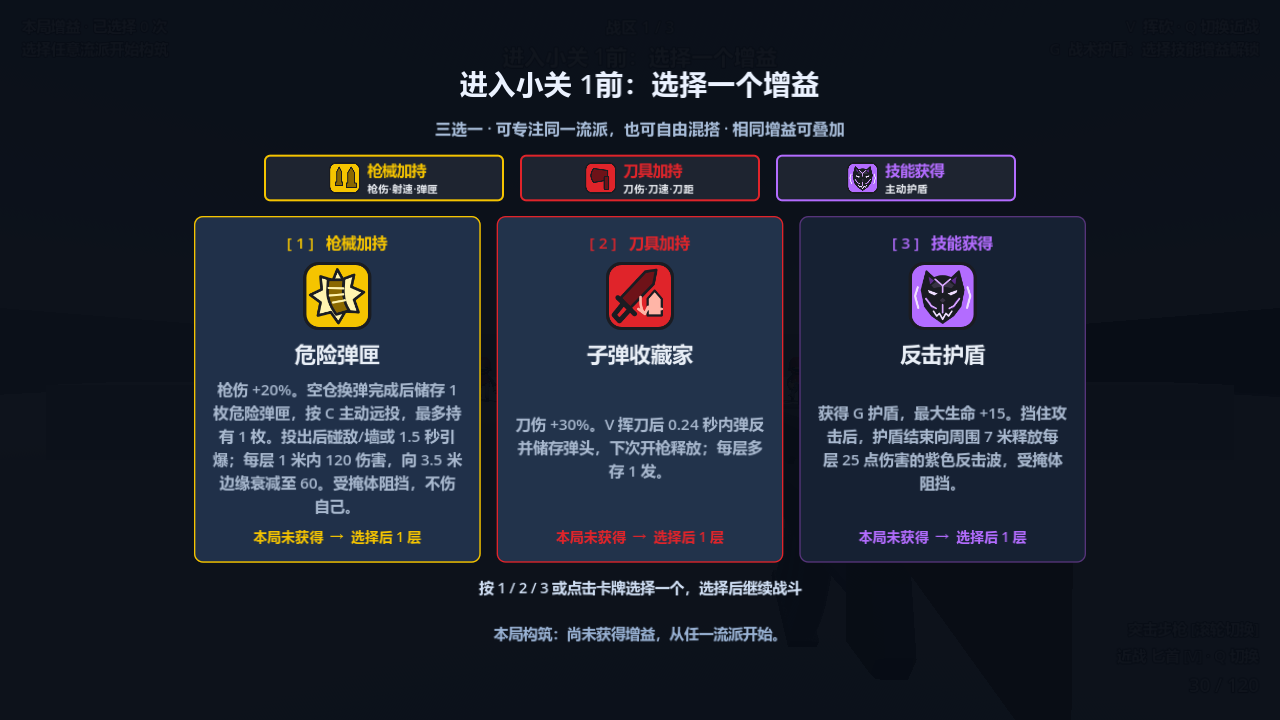 进入小关 1前：选择一个增益
三选一 · 可专注同一流派，也可自由混搭 · 相同增益可叠加
枪械加持
枪伤·射速·弹匣
刀具加持
刀伤·刀速·刀距
技能获得
主动护盾
[ 1 ] 枪械加持
危险弹匣
枪伤 +20%。空仓换弹完成后储存 1
枚危险弹匣，按 C 主动远投，最多持
有 1 枚。投出后碰敌/墙或 1.5 秒引
爆；每层 1 米内 120 伤害，向 3.5 米
边缘衰减至 60。受掩体阻挡，不伤
自己。
本局未获得 → 选择后 1 层
[ 2 ] 刀具加持
子弹收藏家
刀伤 +30%。V 挥刀后 0.24 秒内弹反
并储存弹头，下次开枪释放；每层多
存 1 发。
本局未获得 → 选择后 1 层
[ 3 ] 技能获得
反击护盾
获得 G 护盾，最大生命 +15。挡住攻
击后，护盾结束向周围 7 米释放每
层 25 点伤害的紫色反击波，受掩体
阻挡。
本局未获得 → 选择后 1 层
按 1 / 2 / 3 或点击卡牌选择一个，选择后继续战斗
本局构筑：尚未获得增益，从任一流派开始。